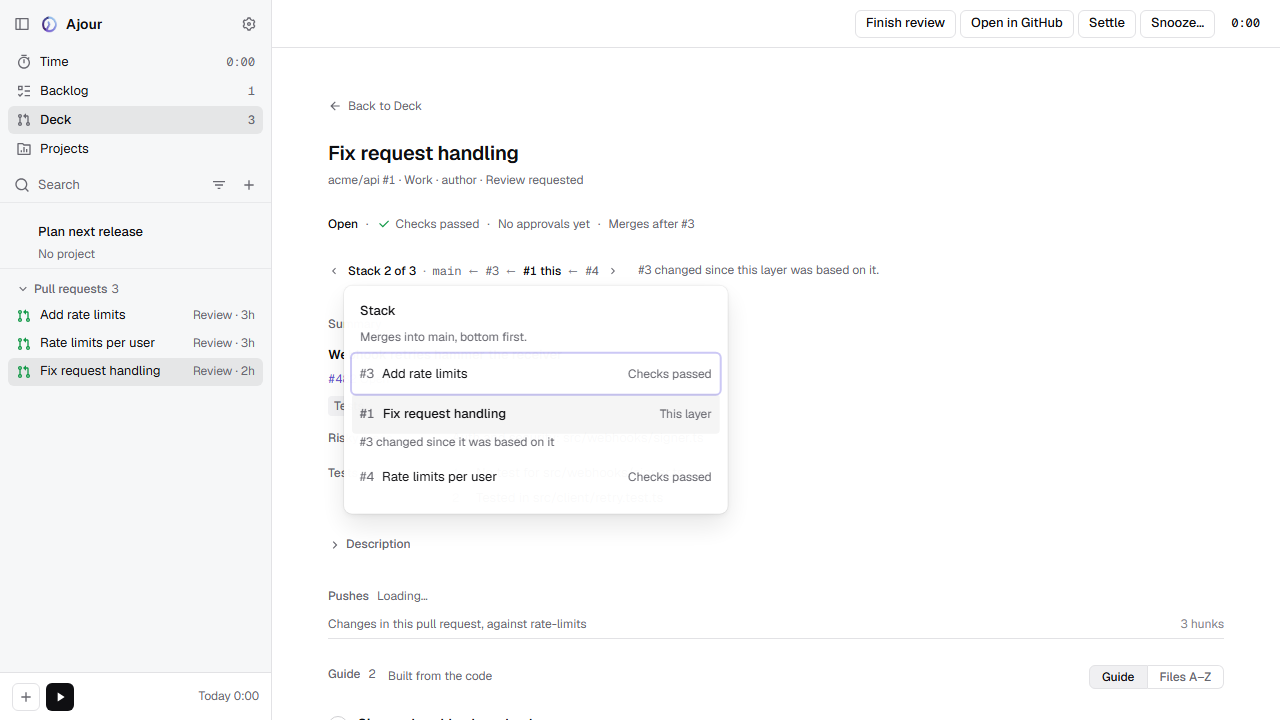 Ajour
Time 0:00
Backlog 1
Deck 3
Projects
Search
Plan next release
No project
Pull requests 3
Add rate limits Review · 3h
Rate limits per user Review · 3h
Fix request handling Review · 2h
Today 0:00
Finish review Open in GitHub Settle Snooze… 0:00
Back to Deck
Fix request handling
acme/api #1 · Work · author · Review requested
Open · Checks passed · No approvals yet · Merges after #3
Stack 2 of 3 · main ← #3 ← #1 this ← #4 #3 changed since this layer was based on it.
Stack
Merges into main, bottom first.
#3 Add rate limits Checks passed
#1 Fix request handling This layer
#3 changed since it was based on it
#4 Rate limits per user Checks passed
Description
Pushes Loading…
Changes in this pull request, against rate-limits 3 hunks
Guide 2 Built from the code Guide Files A–Z